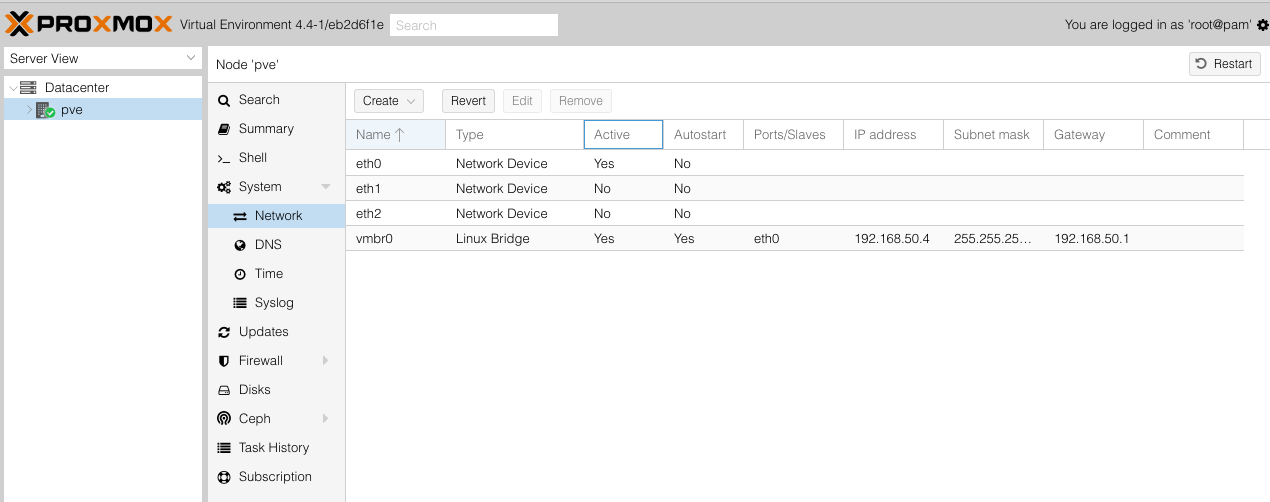 PROXMOX Virtual Environment 4.4-1/eb2d6f1e Search You are logged in as 'root@pam'
Server View
Datacenter
pve
Node 'pve' Restart
Search
Summary
Shell
System
Network
DNS
Time
Syslog
Updates
Firewall
Disks
Ceph
Task History
Subscription
Create Revert Edit Remove
Name Type Active Autostart Ports/Slaves IP address Subnet mask Gateway Comment
eth0 Network Device Yes No
eth1 Network Device No No
eth2 Network Device No No
vmbr0 Linux Bridge Yes Yes eth0 192.168.50.4 255.255.25... 192.168.50.1